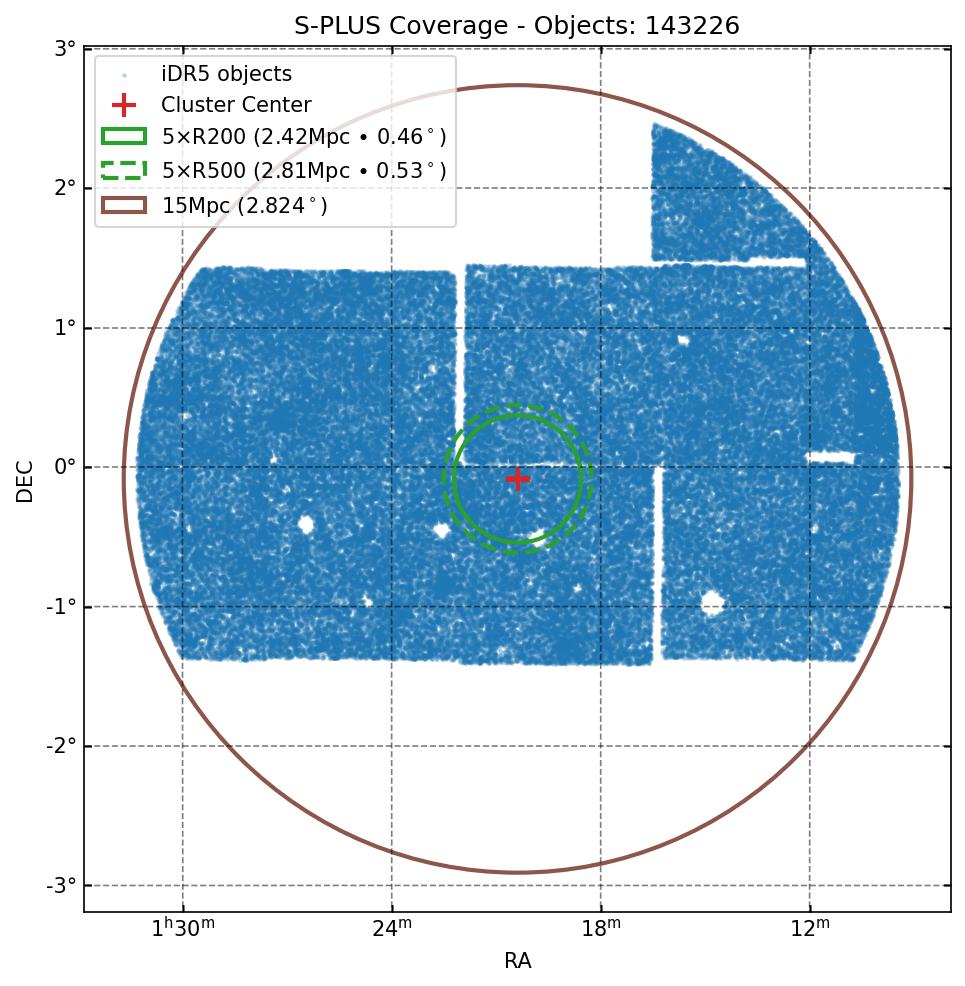 S-PLUS Coverage - Objects: 143226
iDR5 objects
Cluster Center
5×R200 (2.42Mpc • 0.46°)
5×R500 (2.81Mpc • 0.53°)
15Mpc (2.824°)
3°
2°
1°
0°
-1°
-2°
-3°
DEC
1ʰ30ᵐ 24ᵐ 18ᵐ 12ᵐ
RA